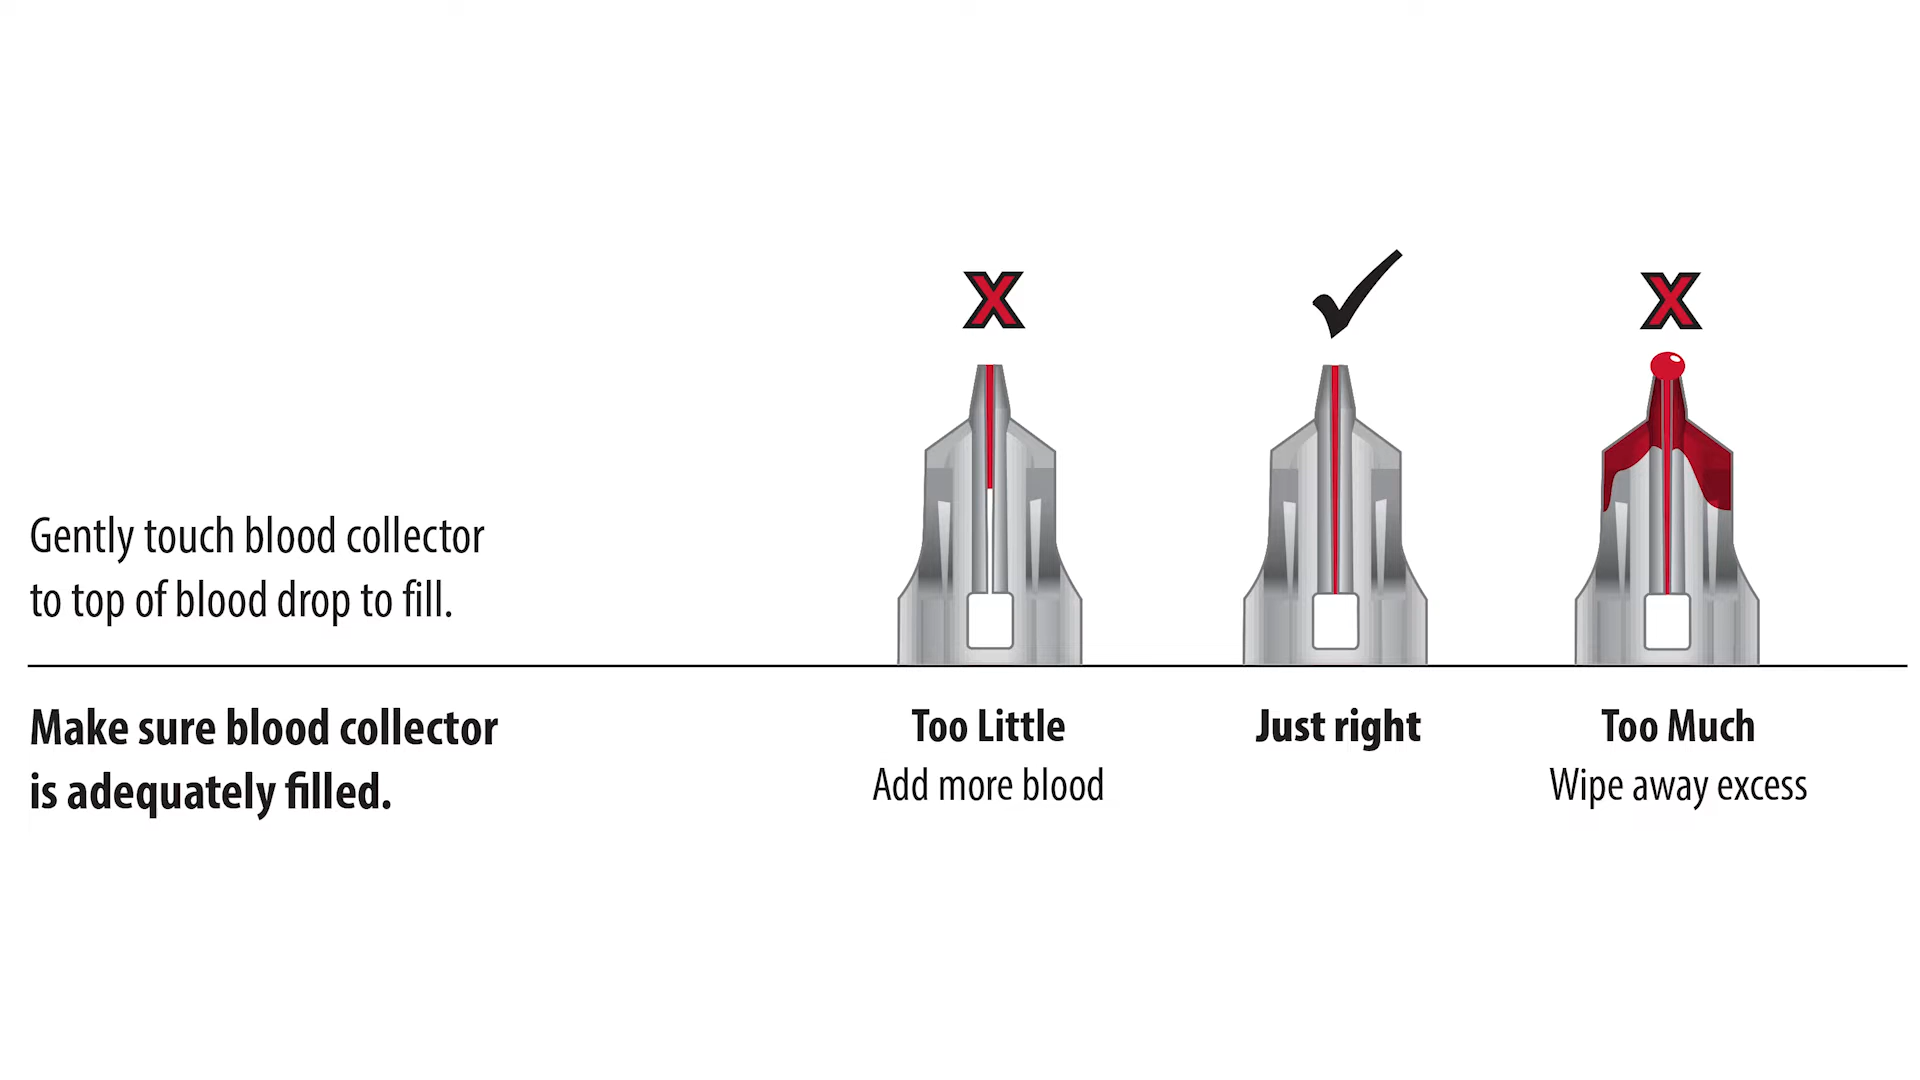 X
X
Gently touch blood collector
to top of blood drop to fill.
Make sure blood collector
is adequately filled.
Too Little
Add more blood
Just right
Too Much
Wipe away excess